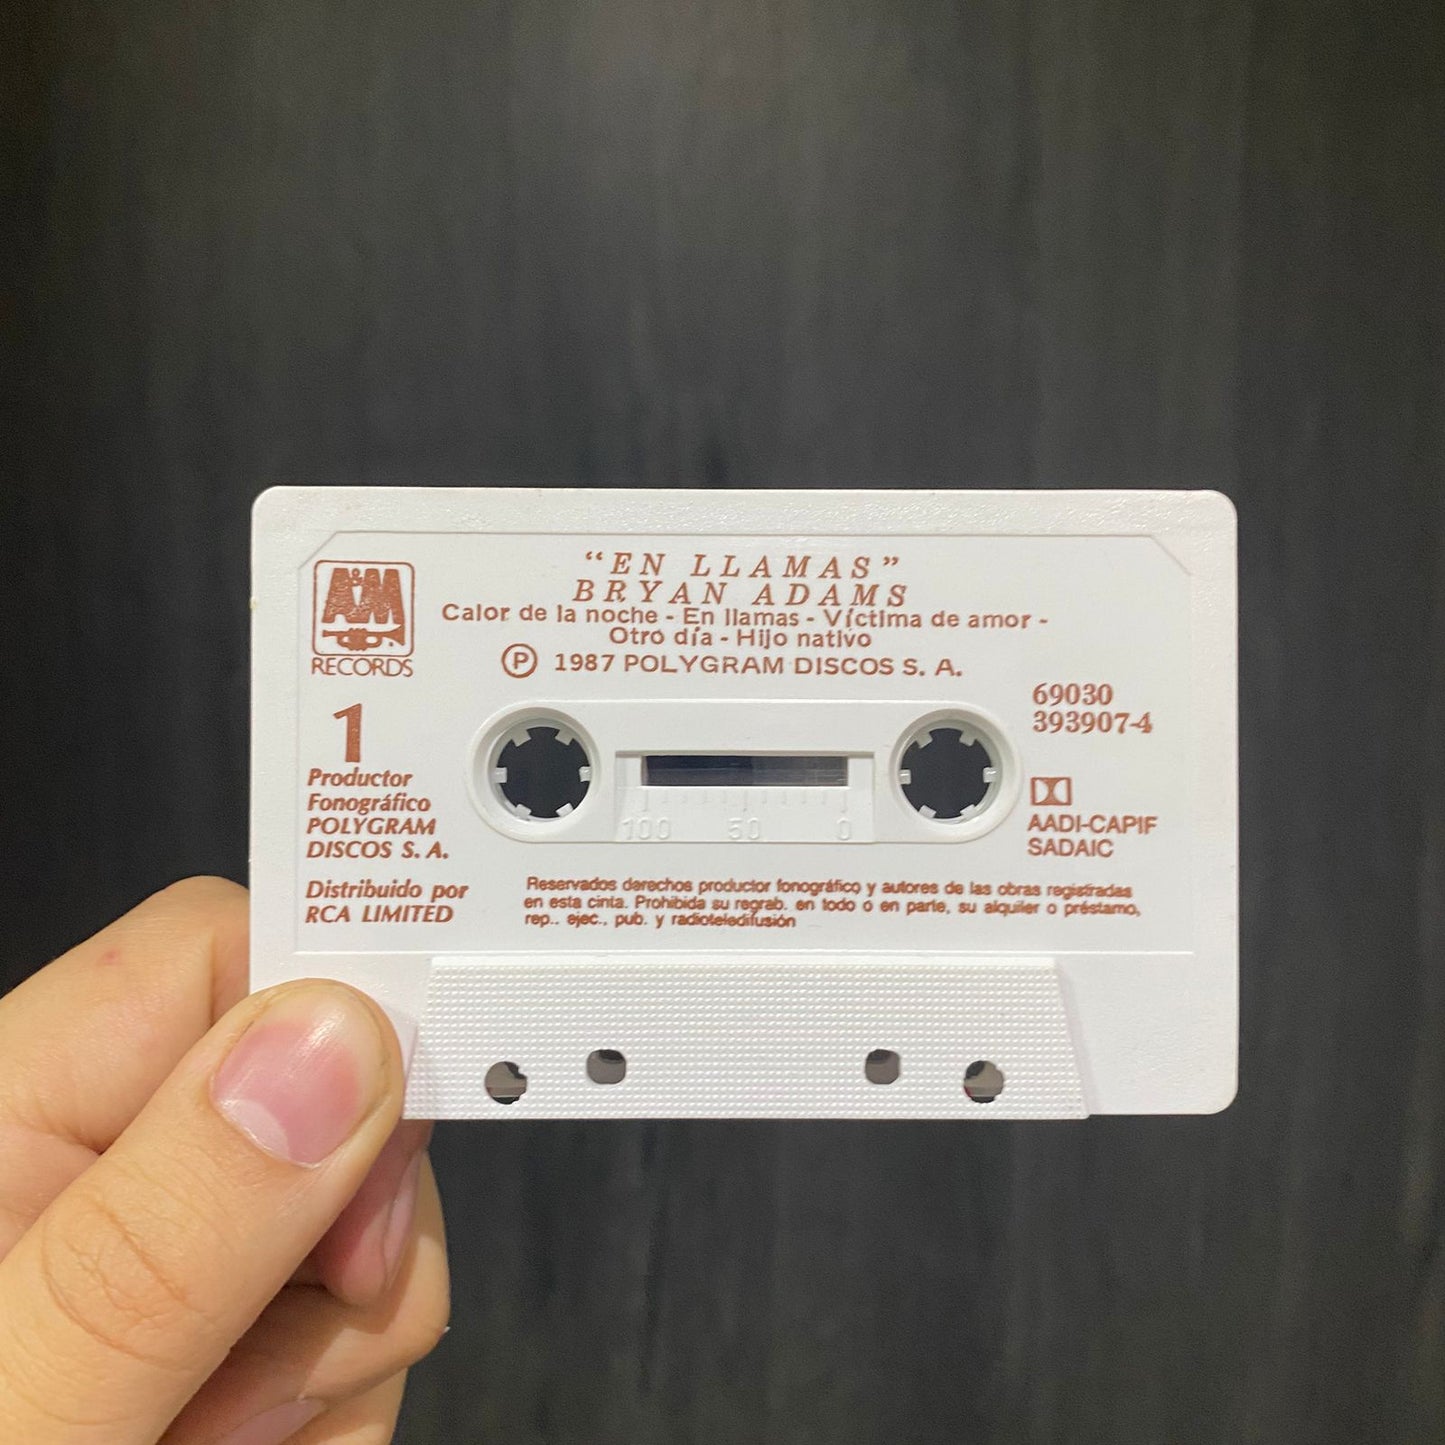 “EN LLAMAS”
BRYAN ADAMS
Calor de la noche - En llamas - Víctima de amor -
Otro día - Hijo nativo
Ⓟ 1987 POLYGRAM DISCOS S. A.
A&M
RECORDS
1
Productor
Fonográfico
POLYGRAM
DISCOS S. A.
Distribuido por
RCA LIMITED
69030
393907-4
AADI-CAPIF
SADAIC
100 50 0
Reservados derechos productor fonográfico y autores de las obras registradas
en esta cinta. Prohibida su regrab. en todo ó en parte, su alquiler o préstamo,
rep.. ejec., pub. y radioteledifusión